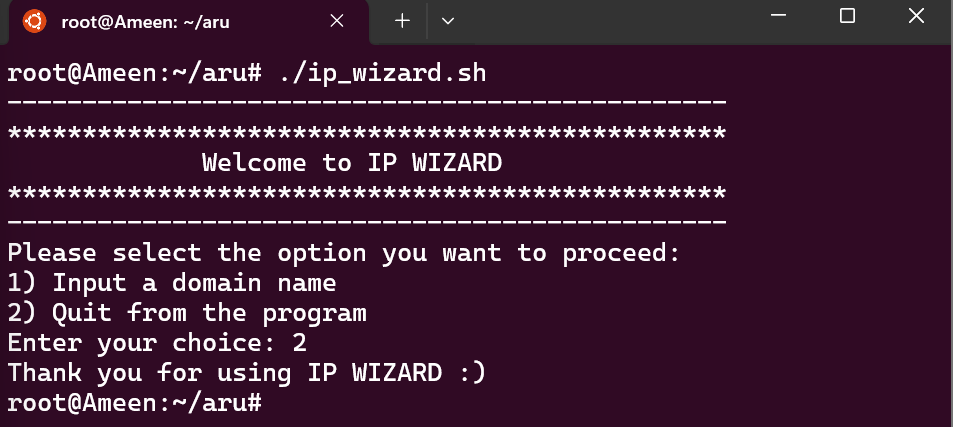 root@Ameen: ~/aru
root@Ameen:~/aru# ./ip_wizard.sh
------------------------------------------------
************************************************
             Welcome to IP WIZARD
************************************************
------------------------------------------------
Please select the option you want to proceed:
1) Input a domain name
2) Quit from the program
Enter your choice: 2
Thank you for using IP WIZARD :)
root@Ameen:~/aru#